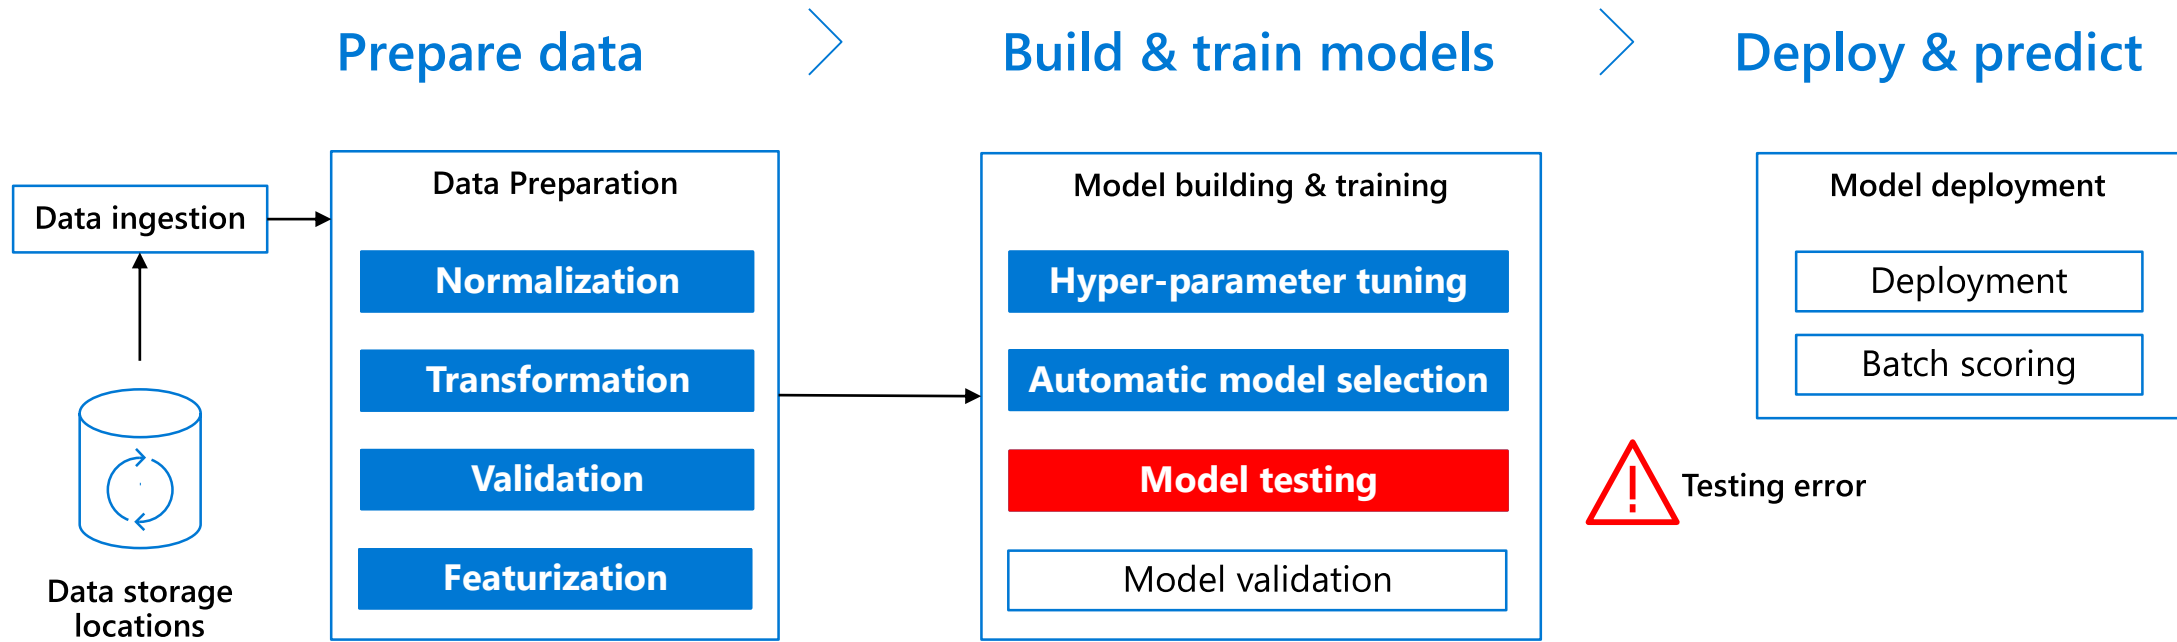 Prepare data
Build & train models
Deploy & predict
Data ingestion
Data storage
locations
Data Preparation
Normalization
Transformation
Validation
Featurization
Model building & training
Hyper-parameter tuning
Automatic model selection
Model testing
Model validation
Testing error
Model deployment
Deployment
Batch scoring